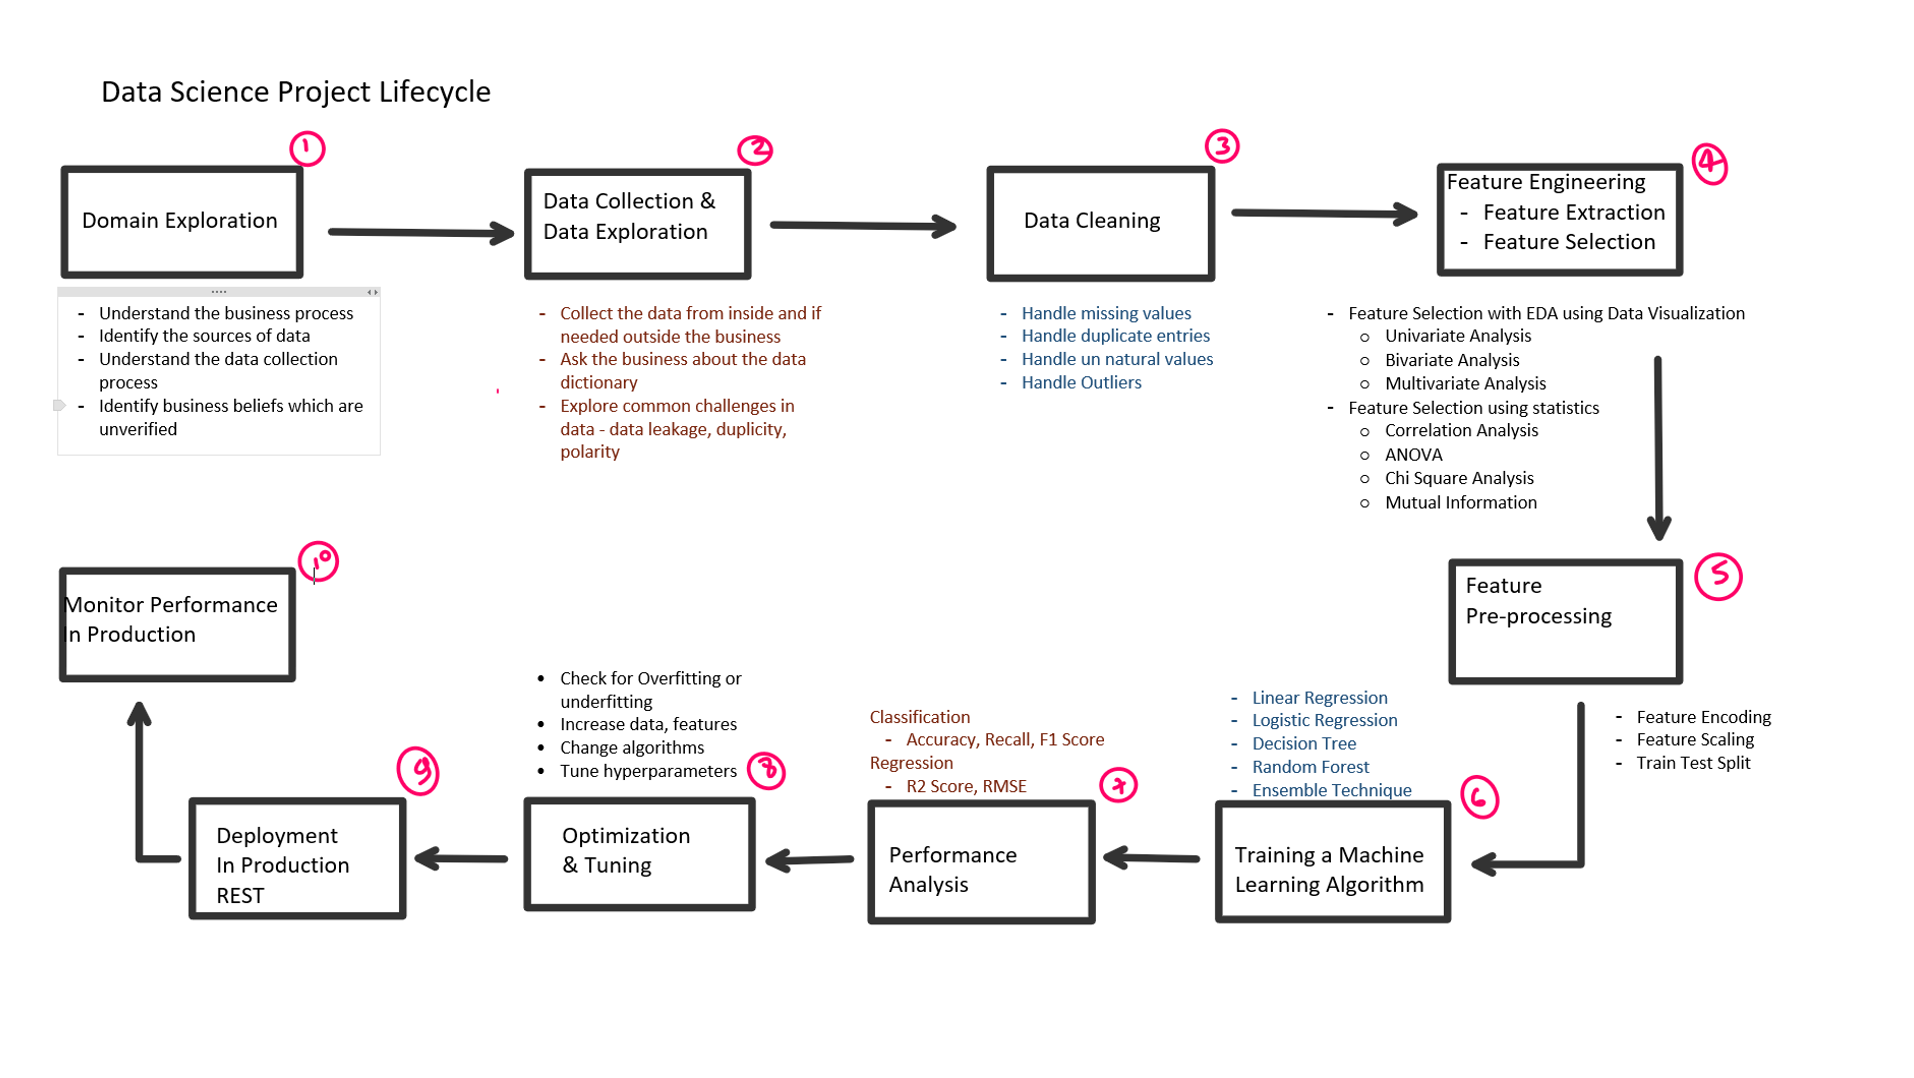 Data Science Project Lifecycle
1
Domain Exploration
- Understand the business process
- Identify the sources of data
- Understand the data collection
process
- Identify business beliefs which are
unverified
2
Data Collection &
Data Exploration
- Collect the data from inside and if
needed outside the business
- Ask the business about the data
dictionary
- Explore common challenges in
data - data leakage, duplicity,
polarity
3
Data Cleaning
- Handle missing values
- Handle duplicate entries
- Handle un natural values
- Handle Outliers
4
Feature Engineering
- Feature Extraction
- Feature Selection
- Feature Selection with EDA using Data Visualization
o Univariate Analysis
o Bivariate Analysis
o Multivariate Analysis
- Feature Selection using statistics
o Correlation Analysis
o ANOVA
o Chi Square Analysis
o Mutual Information
5
Feature
Pre-processing
- Feature Encoding
- Feature Scaling
- Train Test Split
- Linear Regression
- Logistic Regression
- Decision Tree
- Random Forest
- Ensemble Technique
6
Training a Machine
Learning Algorithm
Classification
- Accuracy, Recall, F1 Score
Regression
- R2 Score, RMSE
7
Performance
Analysis
• Check for Overfitting or
underfitting
• Increase data, features
• Change algorithms
• Tune hyperparameters
8
Optimization
& Tuning
9
Deployment
In Production
REST
10
Monitor Performance
In Production